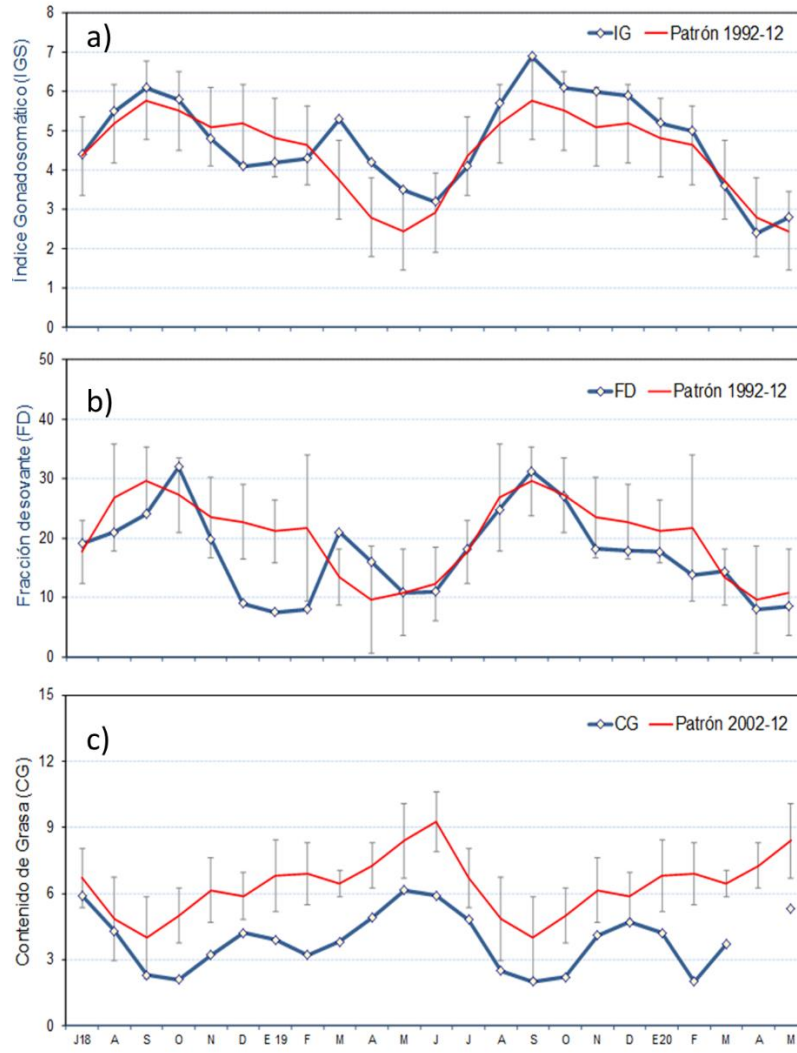 a)
IG Patrón 1992-12
Índice Gonadosomático (IGS)
8
7
6
5
4
3
2
1
0
b)
FD Patrón 1992-12
Fracción desovante (FD)
50
40
30
20
10
0
c)
CG Patrón 2002-12
Contenido de Grasa (CG)
15
12
9
6
3
0
J18 A S O N D E 19 F M A M J J A S O N D E20 F M A M